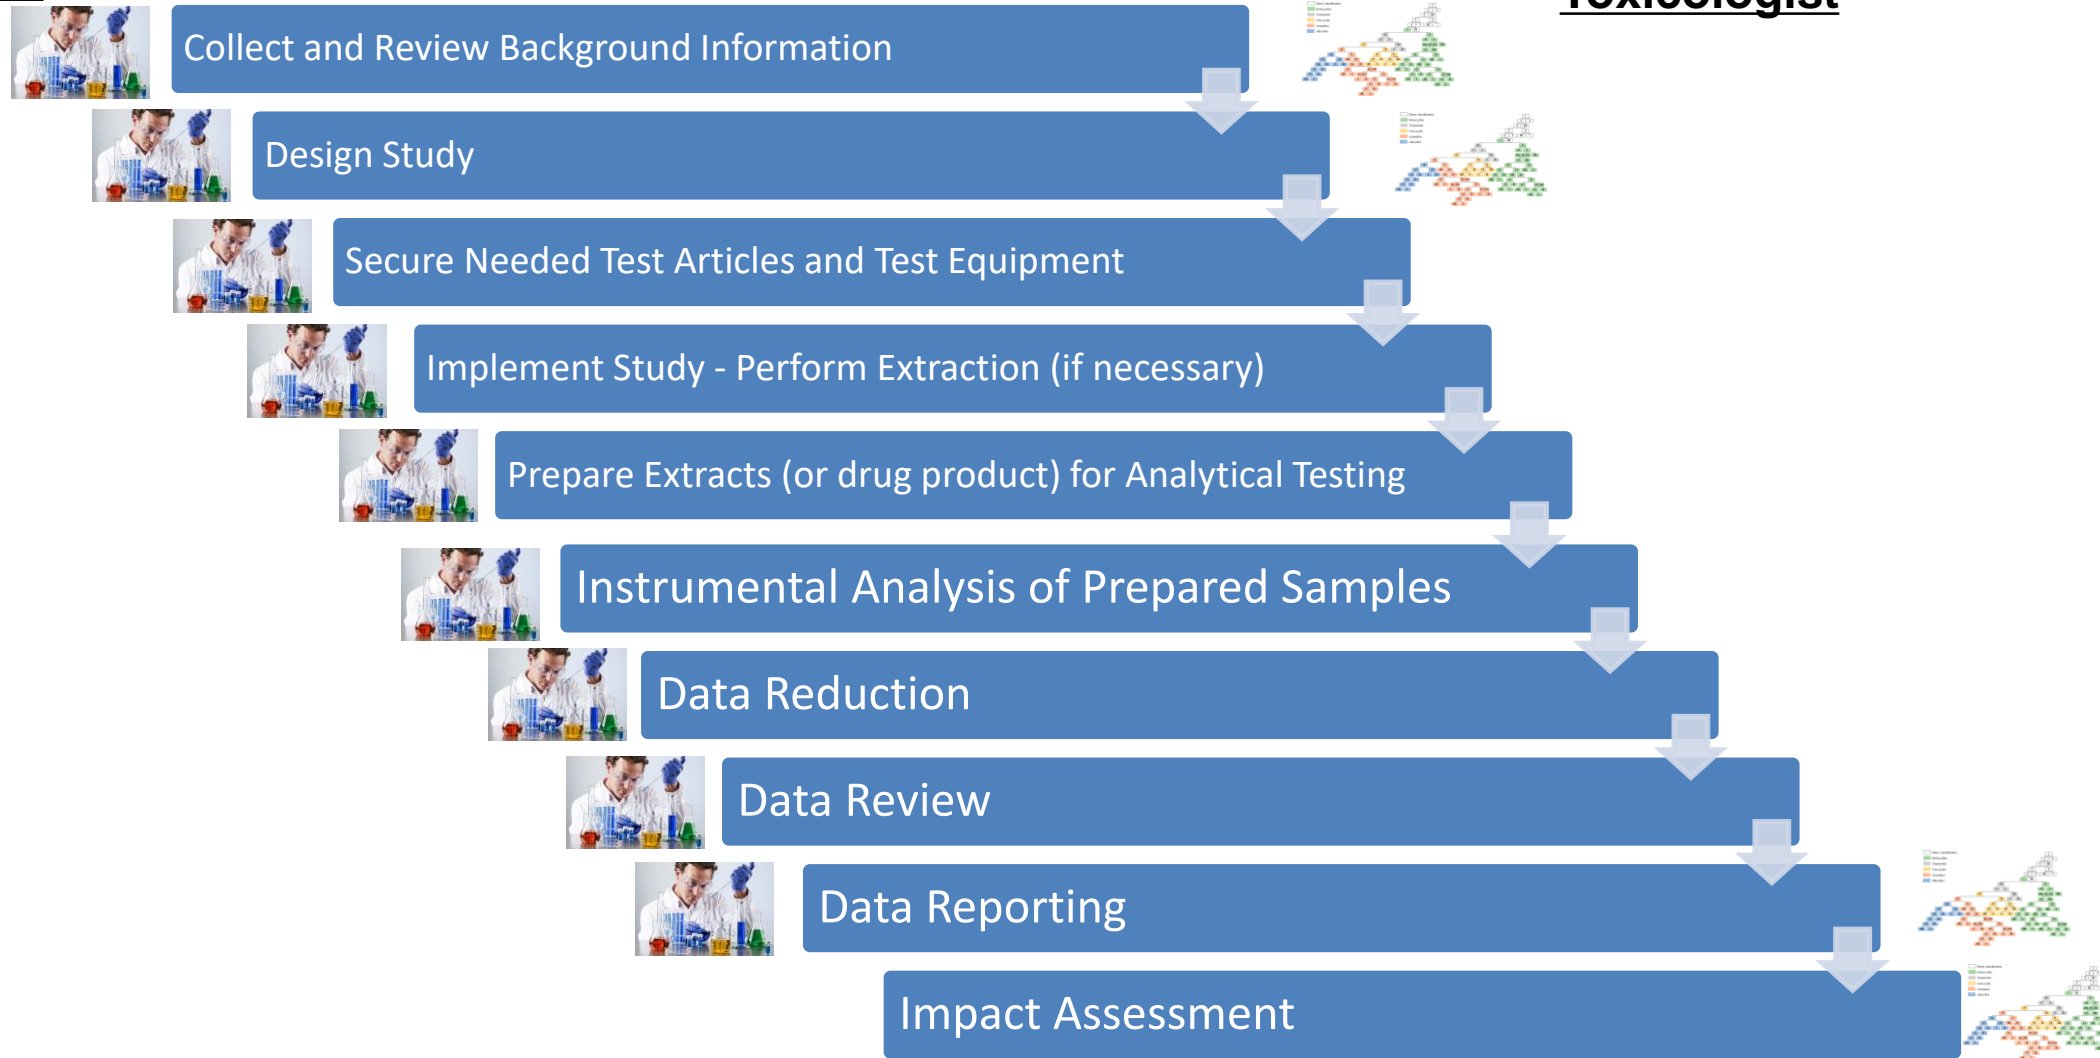 Toxicologist
Collect and Review Background Information
Design Study
Secure Needed Test Articles and Test Equipment
Implement Study - Perform Extraction (if necessary)
Prepare Extracts (or drug product) for Analytical Testing
Instrumental Analysis of Prepared Samples
Data Reduction
Data Review
Data Reporting
Impact Assessment